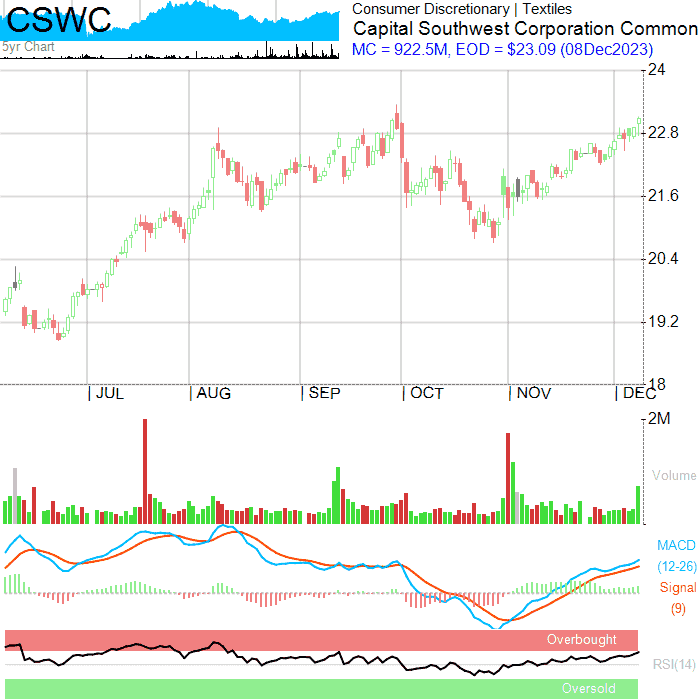 CSWC
5yr Chart
Consumer Discretionary | Textiles
Capital Southwest Corporation Common
MC = 922.5M, EOD = $23.09 (08Dec2023)
24
22.8
21.6
20.4
19.2
18
JUL
AUG
SEP
OCT
NOV
DEC
2M
Volume
MACD
(12-26)
Signal
(9)
Overbought
RSI(14)
Oversold